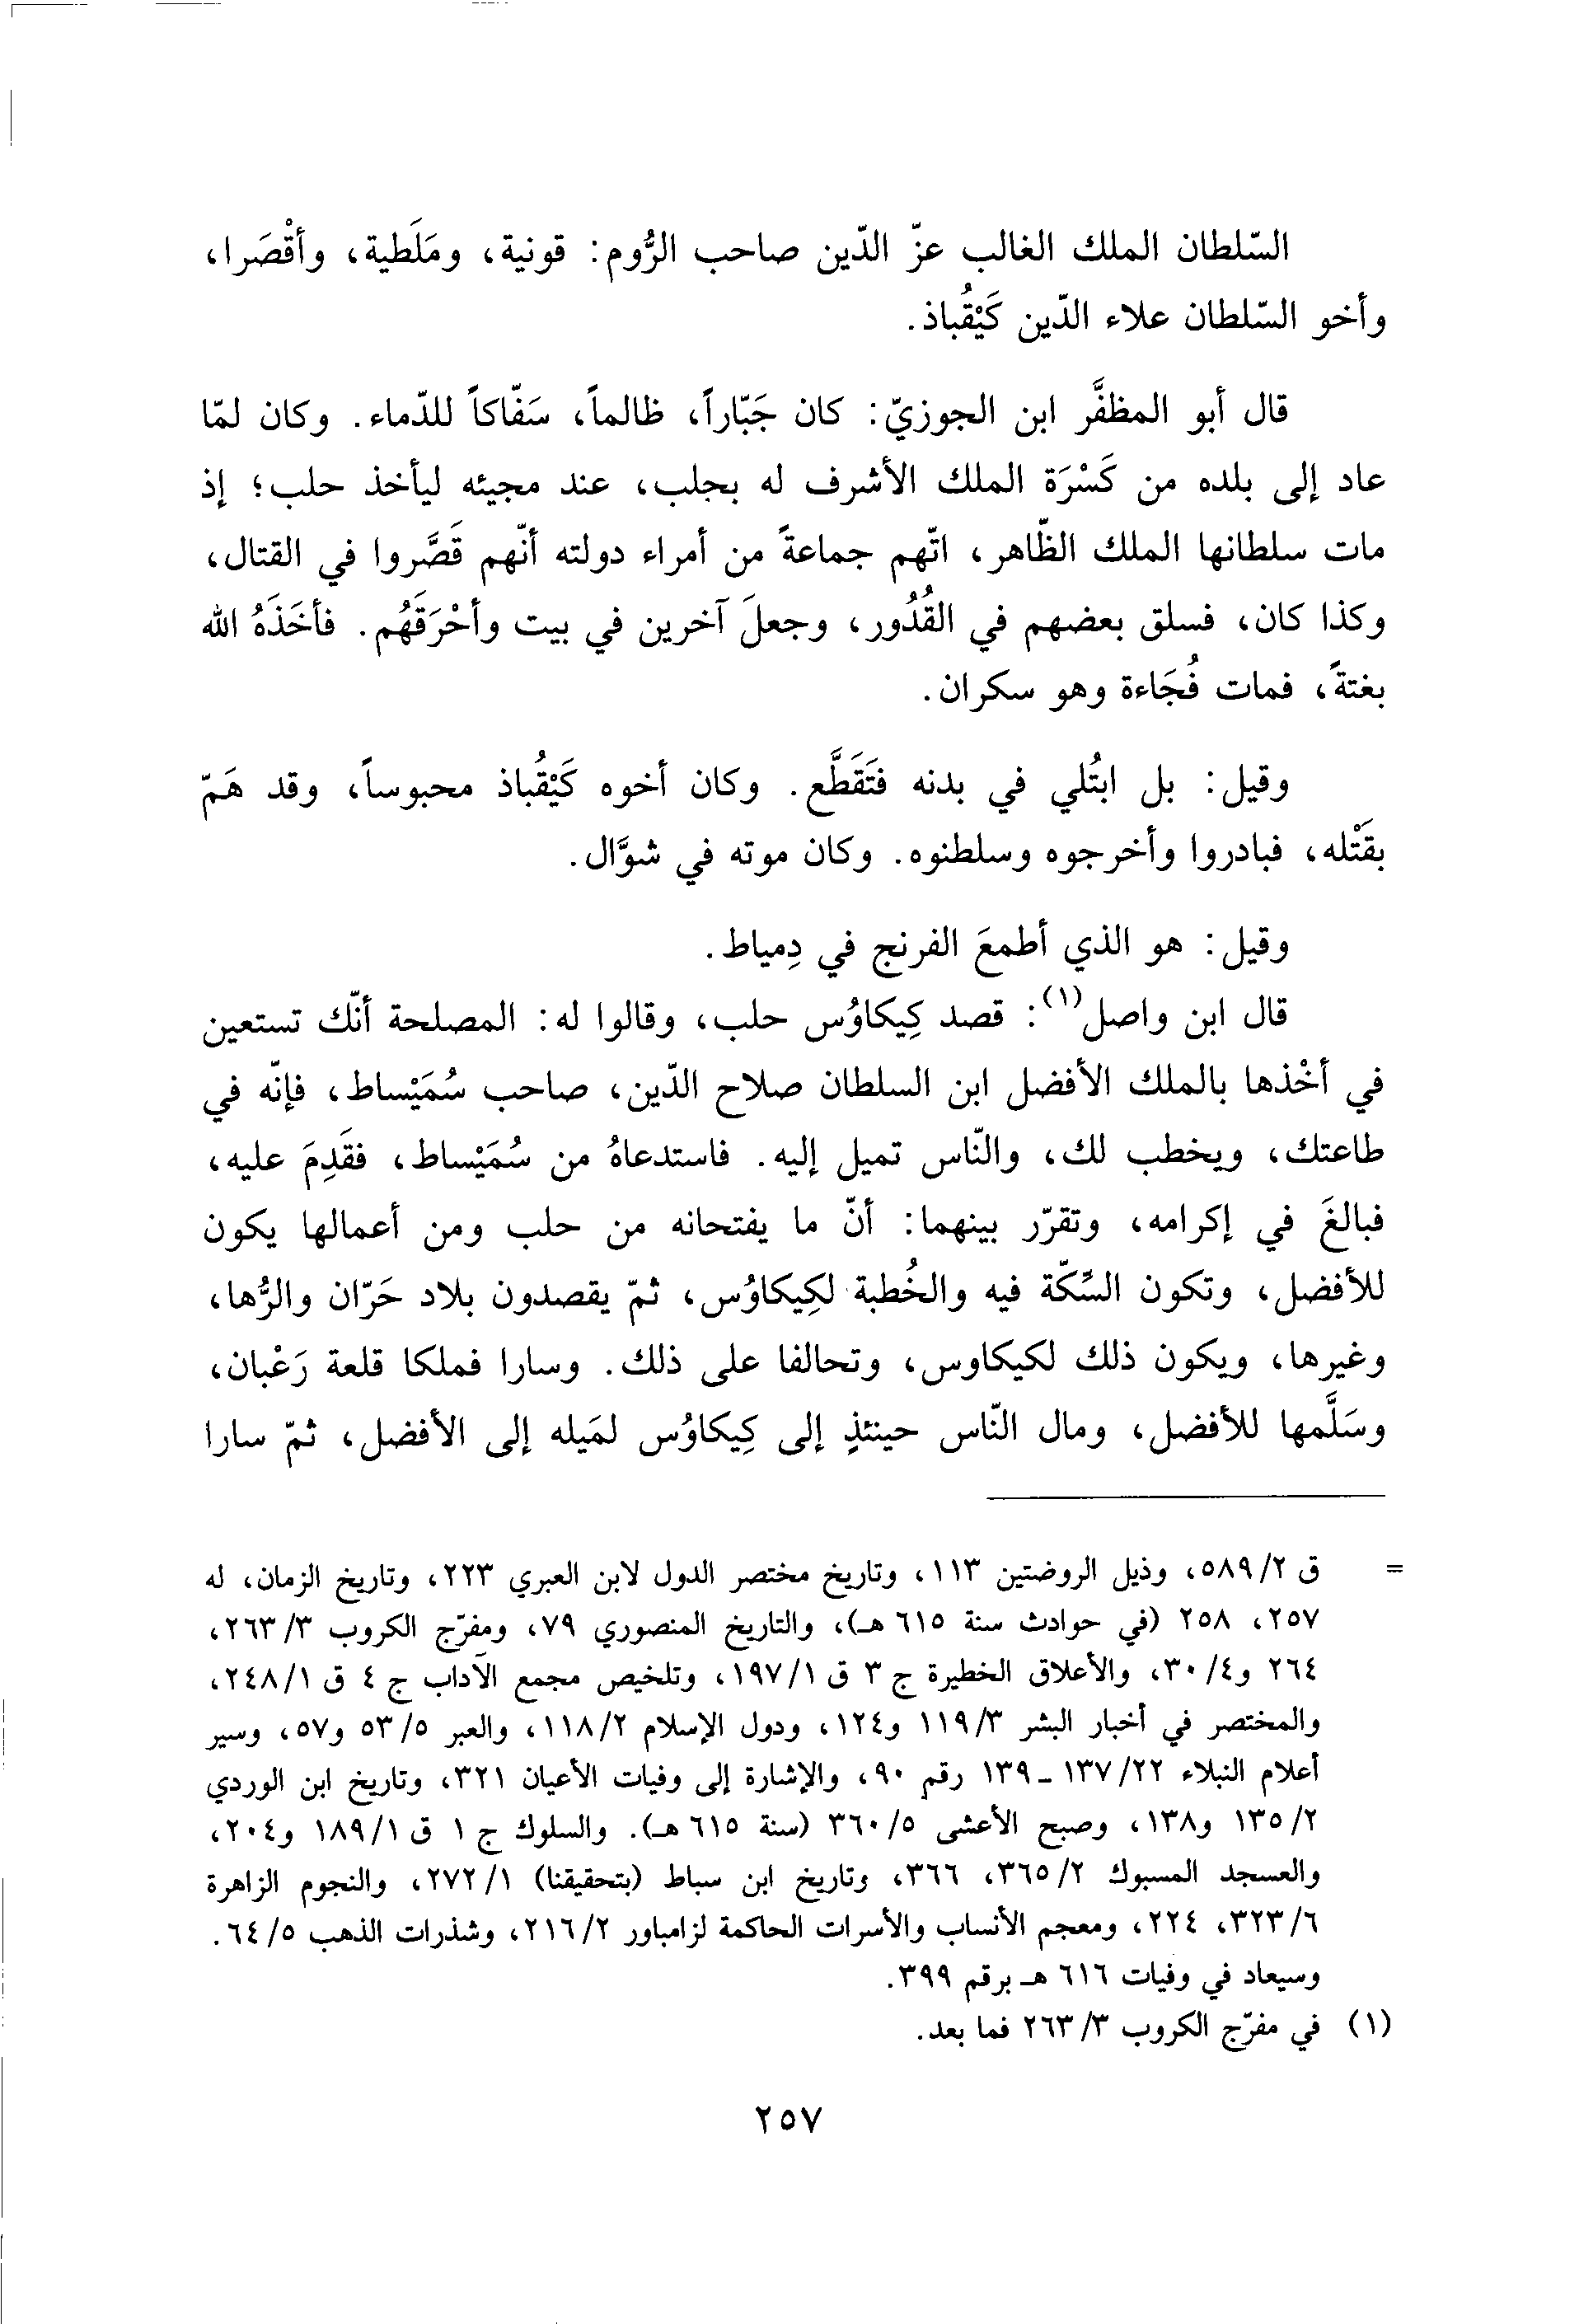 السّلطان الملك الغالب عزّ الدّين صاحب الرُّوم: قونية، ومَلَطية، وأقْصَرا،
وأخو السّلطان علاء الدّين كَيْقُباذ.
قال أبو المظفَّر ابن الجوزيّ: كان جَبّاراً، ظالماً، سَفّاكاً للدّماء. وكان لمّا
عاد إلى بلده من كَسْرَة الملك الأشرف له بجلب، عند مجيئه ليأخذ حلب؛ إذ
مات سلطانها الملك الظّاهر، اتّهم جماعةً من أمراء دولته أنّهم قَصَّروا في القتال،
وكذا كان، فسلق بعضهم في القُدُور، وجعلَ آخرين في بيت وأحْرَقَهُم. فأخَذَهُ الله
بغتةً، فمات فُجَاءة وهو سكران.
وقيل: بل ابتُلي في بدنه فتَقَطَّع. وكان أخوه كَيْقُباذ محبوساً، وقد هَمّ
بقَتْله، فبادروا وأخرجوه وسلطنوه. وكان موته في شوَّال.
وقيل: هو الذي أطمعَ الفرنج في دِمياط.
قال ابن واصل(١): قصد كِيكاوُس حلب، وقالوا له: المصلحة أنّك تستعين
في أخْذها بالملك الأفضل ابن السلطان صلاح الدّين، صاحب سُمَيْساط، فإنّه في
طاعتك، ويخطب لك، والنّاس تميل إليه. فاستدعاهُ من سُمَيْساط، فقَدِمَ عليه،
فبالغَ في إكرامه، وتقرّر بينهما: أنّ ما يفتحانه من حلب ومن أعمالها يكون
للأفضل، وتكون السِّكّة فيه والخُطبة لكِيكاوُس، ثمّ يقصدون بلاد حَرّان والرُّها،
وغيرها، ويكون ذلك لكيكاوس، وتحالفا على ذلك. وسارا فملكا قلعة رَعْبان،
وسَلَّمها للأفضل، ومال النّاس حينئذٍ إلى كِيكاوُس لمَيله إلى الأفضل، ثمّ سارا
= ق ٥٨٩/٢، وذيل الروضتين ١١٣، وتاريخ مختصر الدول لابن العبري ٢٢٣، وتاريخ الزمان، له
٢٥٧، ٢٥٨ (في حوادث سنة ٦١٥ هـ)، والتاريخ المنصوري ٧٩، ومفرّج الكروب ٢٦٣/٣،
٢٦٤ و٣٠/٤، والأعلاق الخطيرة ج ٣ ق ١٩٧/١، وتلخيص مجمع الآداب ج ٤ ق ٢٤٨/١،
والمختصر في أخبار البشر ١١٩/٣ و١٢٤، ودول الإسلام ١١٨/٢، والعبر ٥٣/٥ و٥٧، وسير
أعلام النبلاء ١٣٧/٢٢ - ١٣٩ رقم ٩٠، والإشارة إلى وفيات الأعيان ٣٢١، وتاريخ ابن الوردي
١٣٥/٢ و١٣٨، وصبح الأعشى ٣٦٠/٥ (سنة ٦١٥ هـ). والسلوك ج ١ ق ١٨٩/١ و٢٠٤،
والعسجد المسبوك ٣٦٥/٢، ٣٦٦، وتاريخ ابن سباط (بتحقيقنا) ٢٧٢/١، والنجوم الزاهرة
٣٢٣/٦، ٢٢٤، ومعجم الأنساب والأسرات الحاكمة لزامباور ٢١٦/٢، وشذرات الذهب ٦٤/٥.
وسيعاد في وفيات ٦١٦ هـ برقم ٣٩٩.
(١) في مفرّج الكروب ٢٦٣/٣ فما بعد.
٢٥٧